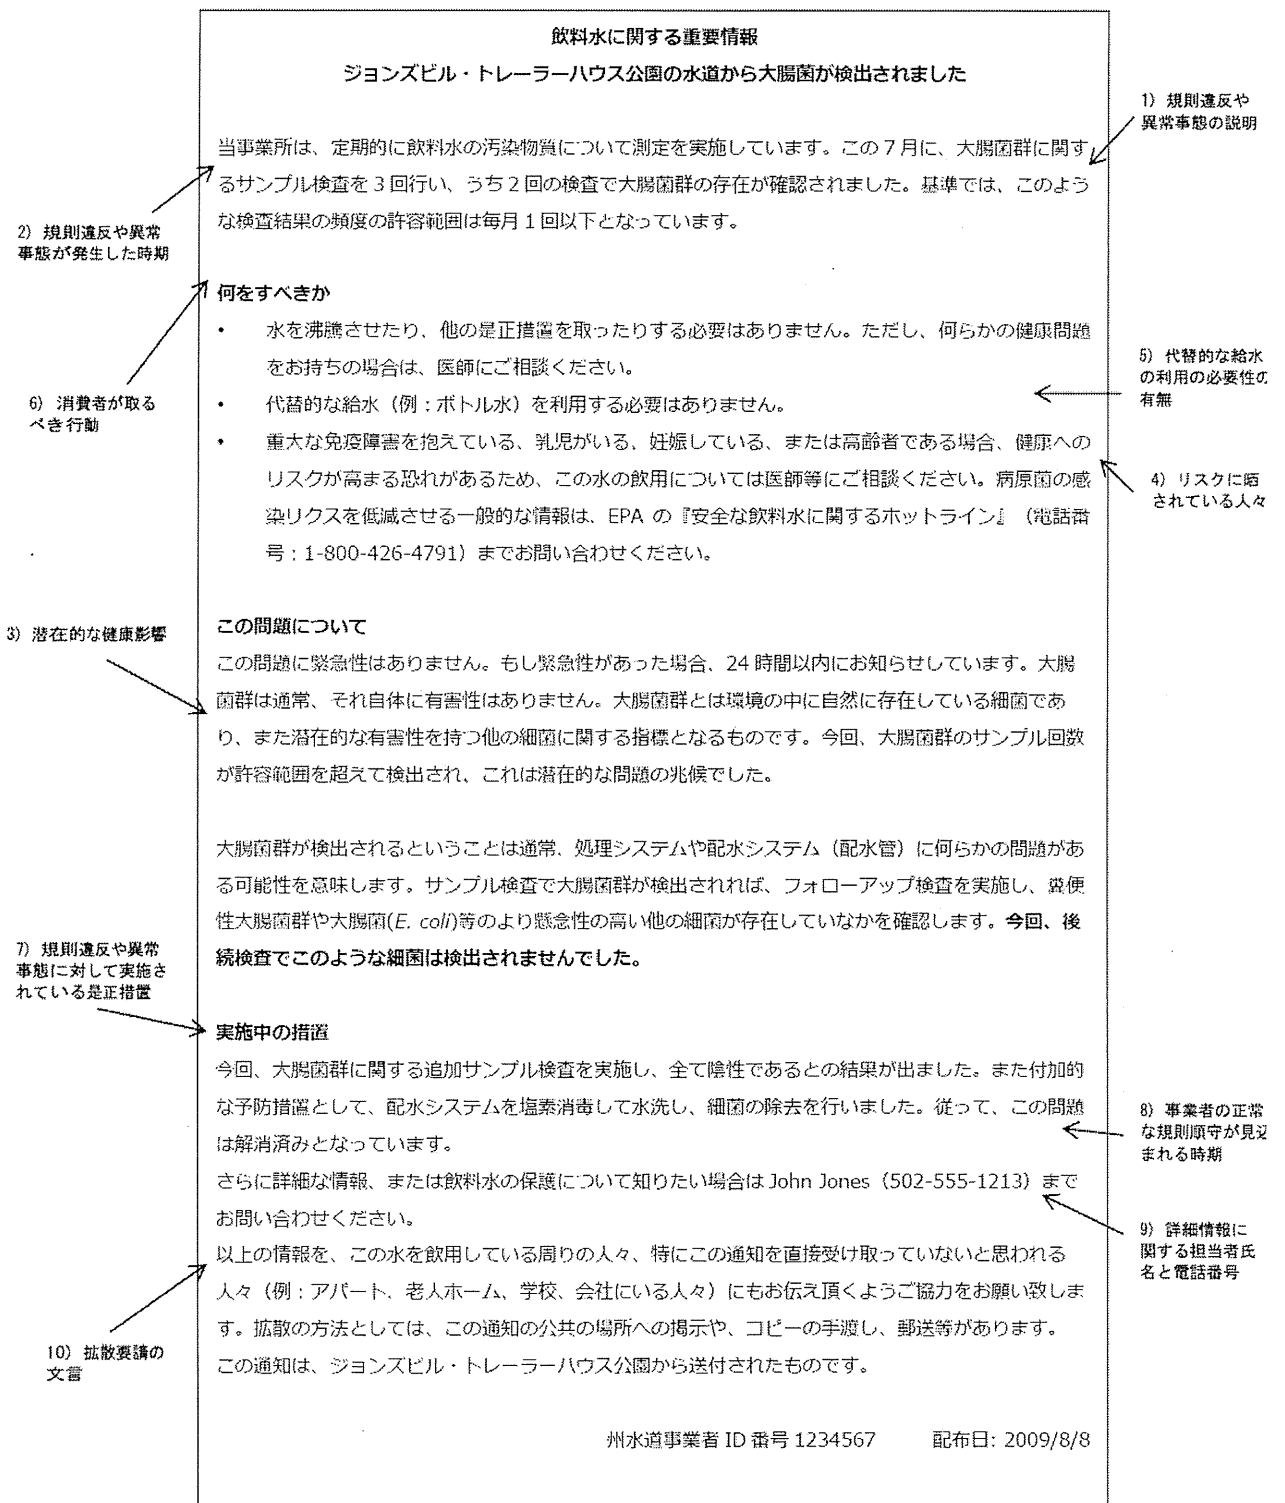 飲料水に関する重要情報
ジョンズビル・トレーラーハウス公園の水道から大腸菌が検出されました
1) 規則違反や
異常事態の説明
当事業所は、定期的に飲料水の汚染物質について測定を実施しています。この7月に、大腸菌群に関す
るサンプル検査を3回行い、うち2回の検査で大腸菌群の存在が確認されました。基準では、このよう
な検査結果の頻度の許容範囲は毎月1回以下となっています。
2) 規則違反や異常
事態が発生した時期
何をすべきか
• 水を沸騰させたり、他の是正措置を取ったりする必要はありません。ただし、何らかの健康問題
をお持ちの場合は、医師にご相談ください。
5) 代替的な給水
の利用の必要性の
有無
6) 消費者が取る
べき行動
• 代替的な給水（例：ボトル水）を利用する必要はありません。
• 重大な免疫障害を抱えている、乳児がいる、妊娠している、または高齢者である場合、健康への
リスクが高まる恐れがあるため、この水の飲用については医師等にご相談ください。病原菌の感
染リクスを低減させる一般的な情報は、EPA の『安全な飲料水に関するホットライン』（電話番
号：1-800-426-4791）までお問い合わせください。
4) リスクに晒
されている人々
3) 潜在的な健康影響
この問題について
この問題に緊急性はありません。もし緊急性があった場合、24 時間以内にお知らせしています。大腸
菌群は通常、それ自体に有害性はありません。大腸菌群とは環境の中に自然に存在している細菌であ
り、また潜在的な有害性を持つ他の細菌に関する指標となるものです。今回、大腸菌群のサンプル回数
が許容範囲を超えて検出され、これは潜在的な問題の兆候でした。
大腸菌群が検出されるということは通常、処理システムや配水システム（配水管）に何らかの問題があ
る可能性を意味します。サンプル検査で大腸菌群が検出されれば、フォローアップ検査を実施し、糞便
性大腸菌群や大腸菌(E. coli)等のより懸念性の高い他の細菌が存在していなかを確認します。今回、後
続検査でこのような細菌は検出されませんでした。
7) 規則違反や異常
事態に対して実施さ
れている是正措置
実施中の措置
今回、大腸菌群に関する追加サンプル検査を実施し、全て陰性であるとの結果が出ました。また付加的
な予防措置として、配水システムを塩素消毒して水洗し、細菌の除去を行いました。従って、この問題
は解消済みとなっています。
8) 事業者の正常
な規則順守が見込
まれる時期
さらに詳細な情報、または飲料水の保護について知りたい場合は John Jones（502-555-1213）まで
お問い合わせください。
9) 詳細情報に
関する担当者氏
名と電話番号
以上の情報を、この水を飲用している周りの人々、特にこの通知を直接受け取っていないと思われる
人々（例：アパート、老人ホーム、学校、会社にいる人々）にもお伝え頂くようご協力をお願い致しま
す。拡散の方法としては、この通知の公共の場所への掲示や、コピーの手渡し、郵送等があります。
10) 拡散要請の
文言
この通知は、ジョンズビル・トレーラーハウス公園から送付されたものです。
州水道事業者 ID 番号 1234567 配布日: 2009/8/8